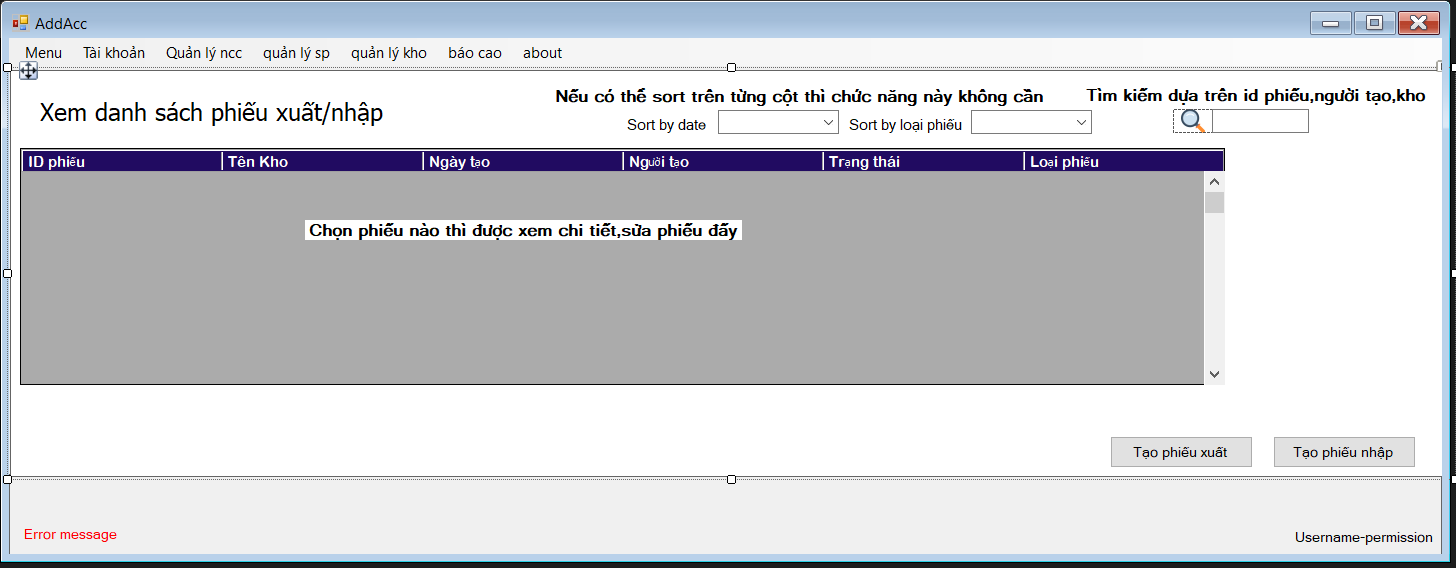 AddAcc
Menu Tài khoản Quản lý ncc quản lý sp quản lý kho báo cao about
Nếu có thể sort trên từng cột thì chức năng này không cần
Tìm kiếm dựa trên id phiếu,người tạo,kho
Xem danh sách phiếu xuất/nhập
Sort by date Sort by loại phiếu
ID phiếu Tên Kho Ngày tạo Người tạo Trạng thái Loại phiếu
Chọn phiếu nào thì được xem chi tiết,sửa phiếu đấy
Tạo phiếu xuất Tạo phiếu nhập
Error message
Username-permission